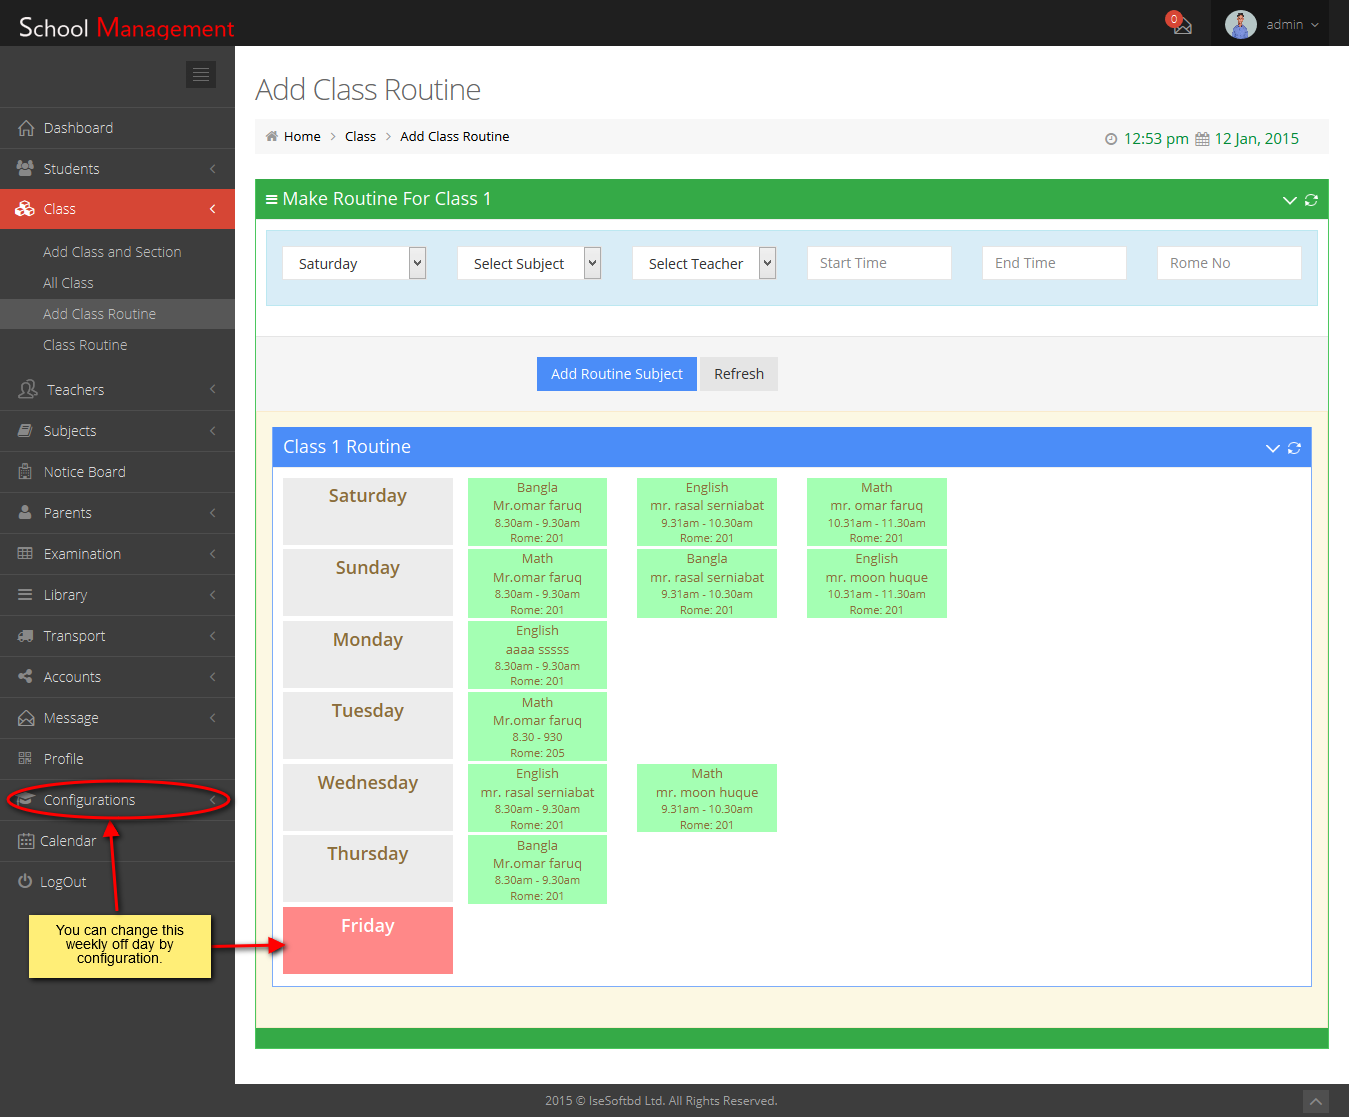 School Management
0
admin
Add Class Routine
Home > Class > Add Class Routine
12:53 pm 12 Jan, 2015
Dashboard
Students
Class
Add Class and Section
All Class
Add Class Routine
Class Routine
Teachers
Subjects
Notice Board
Parents
Examination
Library
Transport
Accounts
Message
Profile
Configurations
Calendar
LogOut
You can change this
weekly off day by
configuration.
Make Routine For Class 1
Saturday Select Subject Select Teacher Start Time End Time Rome No
Add Routine Subject Refresh
Class 1 Routine
Saturday
Bangla
Mr.omar faruq
8.30am - 9.30am
Rome: 201
English
mr. rasal serniabat
9.31am - 10.30am
Rome: 201
Math
mr. omar faruq
10.31am - 11.30am
Rome: 201
Sunday
Math
Mr.omar faruq
8.30am - 9.30am
Rome: 201
Bangla
mr. rasal serniabat
9.31am - 10.30am
Rome: 201
English
mr. moon huque
10.31am - 11.30am
Rome: 201
Monday
English
aaaa sssss
8.30am - 9.30am
Rome: 201
Tuesday
Math
Mr.omar faruq
8.30 - 930
Rome: 205
Wednesday
English
mr. rasal serniabat
8.30am - 9.30am
Rome: 201
Math
mr. moon huque
9.31am - 10.30am
Rome: 201
Thursday
Bangla
Mr.omar faruq
8.30am - 9.30am
Rome: 201
Friday
2015 © IseSoftbd Ltd. All Rights Reserved.